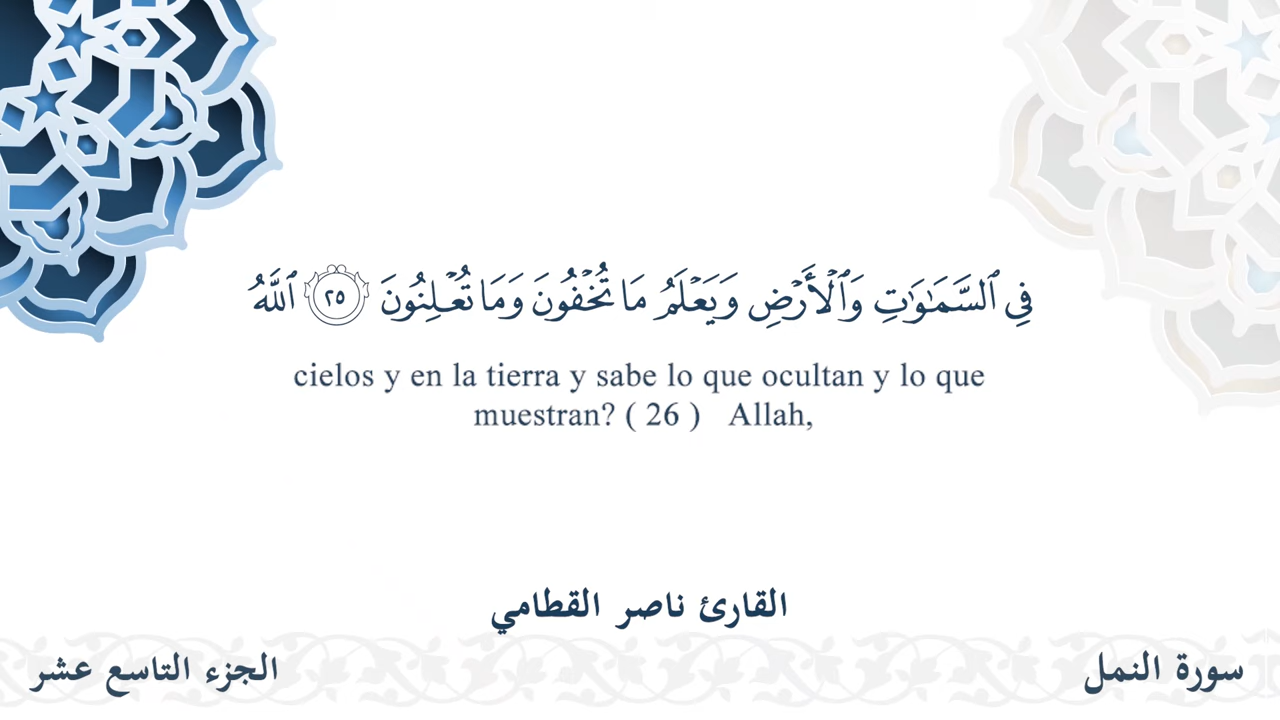 فِي ٱلسَّمَٰوَٰتِ وَٱلْأَرْضِ وَيَعْلَمُ مَا تُخْفُونَ وَمَا تُعْلِنُونَ ٢٥ ٱللَّهُ
cielos y en la tierra y sabe lo que ocultan y lo que
muestran? ( 26 ) Allah,
القارئ ناصر القطامي
سورة النمل
الجزء التاسع عشر